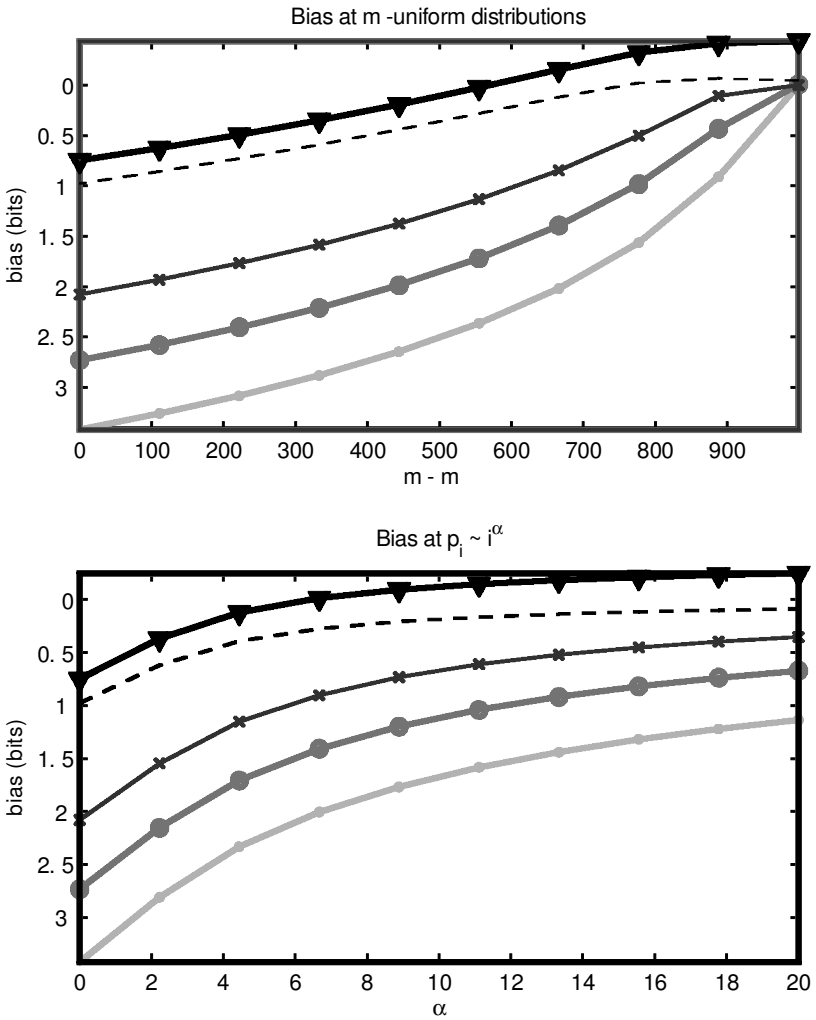 Bias at m -uniform distributions
0
0.5
1
1.5
2
2. 5
3
bias (bits)
0 100 200 300 400 500 600 700 800 900
m - m
Bias at pi ~ iα
0
0.5
1
1.5
2
2. 5
3
bias (bits)
0 2 4 6 8 10 12 14 16 18 20
α